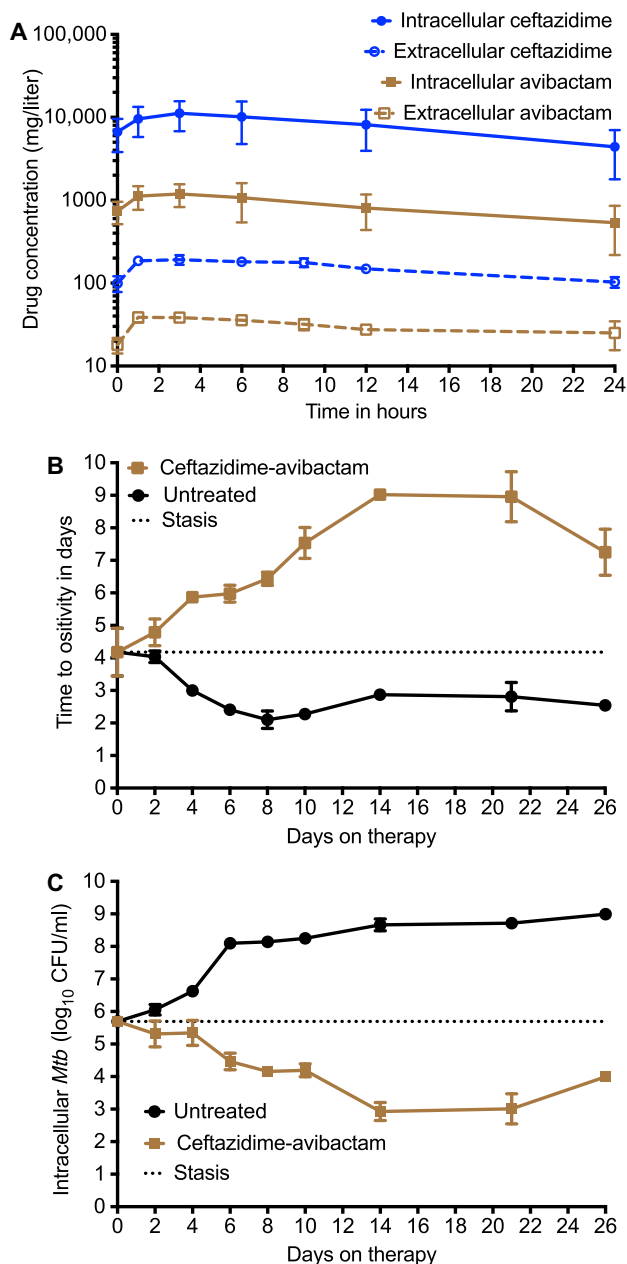 A
100,000
10,000
1000
100
10
Drug concentration (mg/liter)
Intracellular ceftazidime
Extracellular ceftazidime
Intracellular avibactam
Extracellular avibactam
0 2 4 6 8 10 12 14 16 18 20 22 24
Time in hours
B
10
9
8
7
6
5
4
3
2
1
0
Time to ositivity in days
Ceftazidime-avibactam
Untreated
Stasis
0 2 4 6 8 10 12 14 16 18 20 22 24 26
Days on therapy
C
10
9
8
7
6
5
4
3
2
1
0
Intracellular Mtb (log10 CFU/ml)
Untreated
Ceftazidime-avibactam
Stasis
0 2 4 6 8 10 12 14 16 18 20 22 24 26
Days on therapy